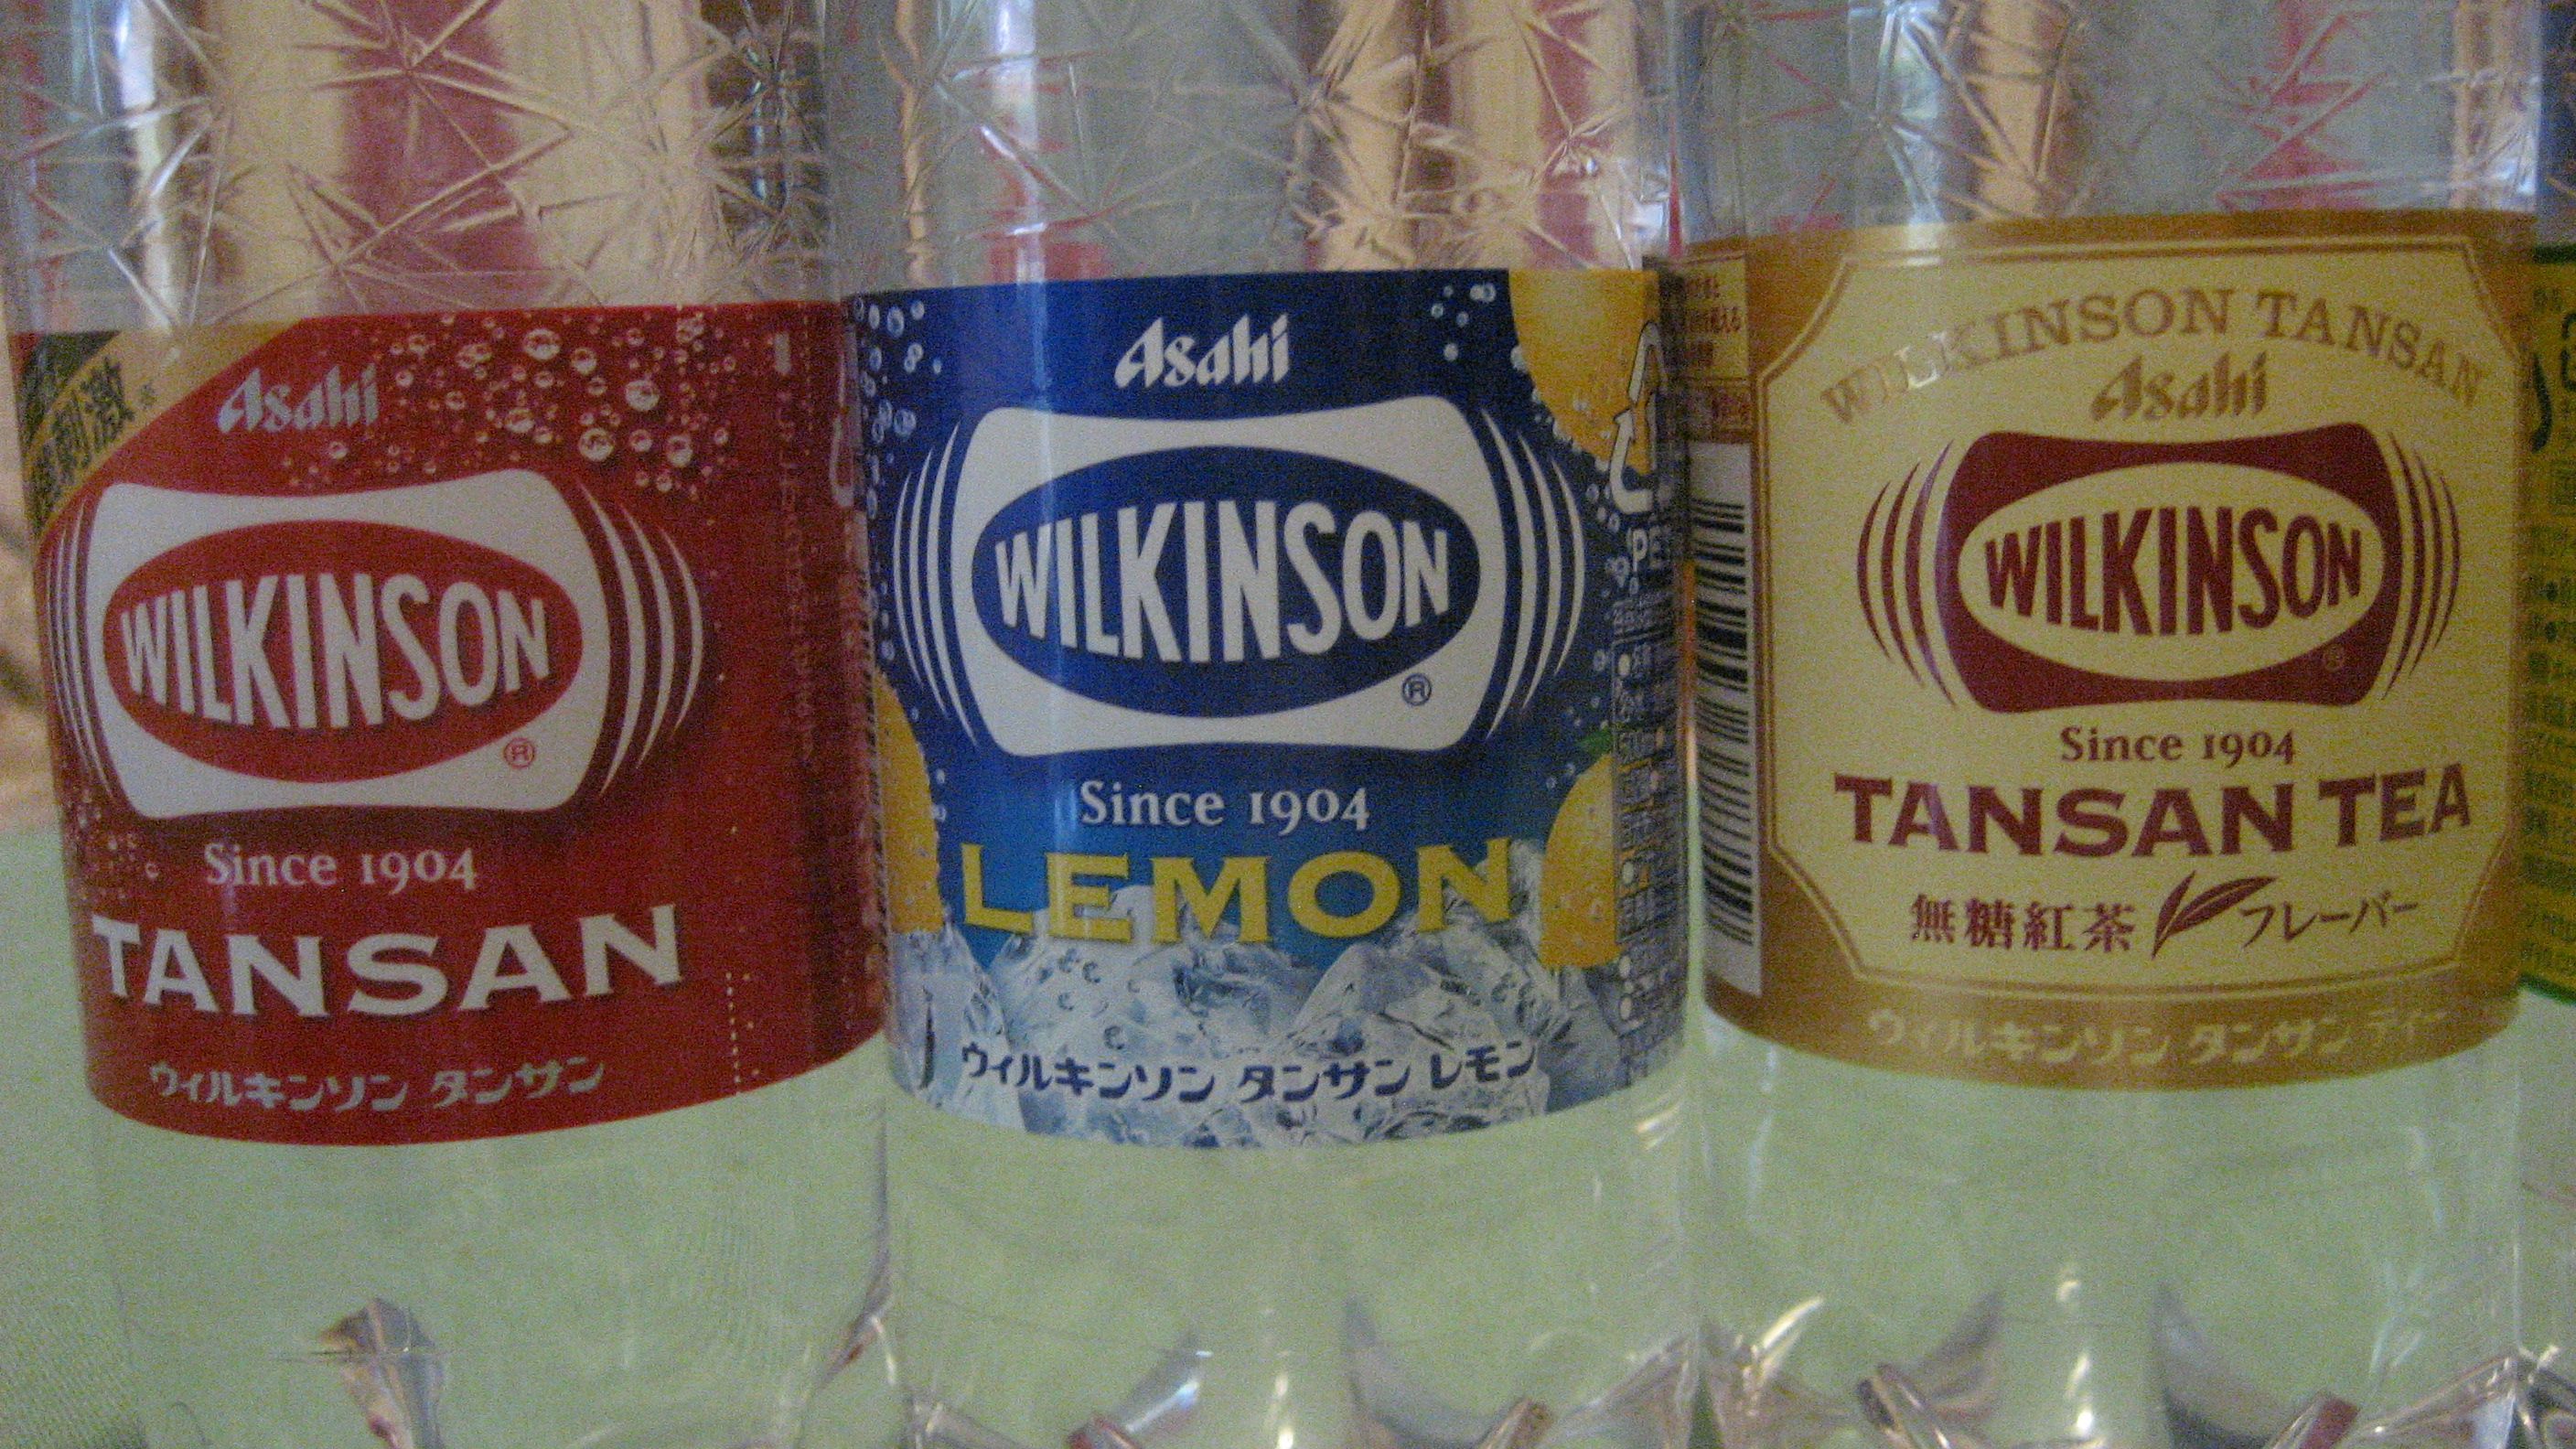 刺激
Asahi
WILKINSON
®
Since 1904
TANSAN
ウィルキンソン タンサン
Asahi
WILKINSON
®
Since 1904
LEMON
ウィルキンソン タンサン レモン
WILKINSON TANSAN
Asahi
WILKINSON
®
Since 1904
TANSAN TEA
無糖紅茶 フレーバー
ウィルキンソン タンサン ティー